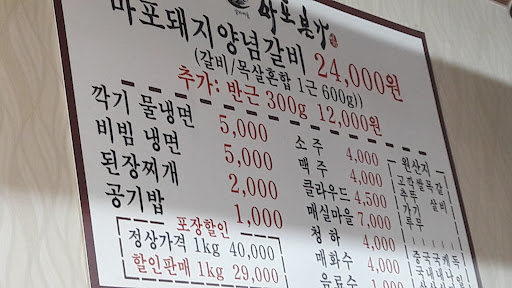 마포본가
마포돼지양념갈비 24,000원
(갈비/목살혼합 1근 600g))
추가: 반근 300g 12,000원
깍기 물냉면 5,000
비빔 냉면 5,000
된장찌개 2,000
공기밥 1,000
포장할인
정상가격 1kg 40,000
할인판매 1kg 29,000
소주 4,000
맥주 4,000
클라우드 4,500
매실마을 7,000
청하 4,000
매화수 4,000
음료수 1,000
원산지